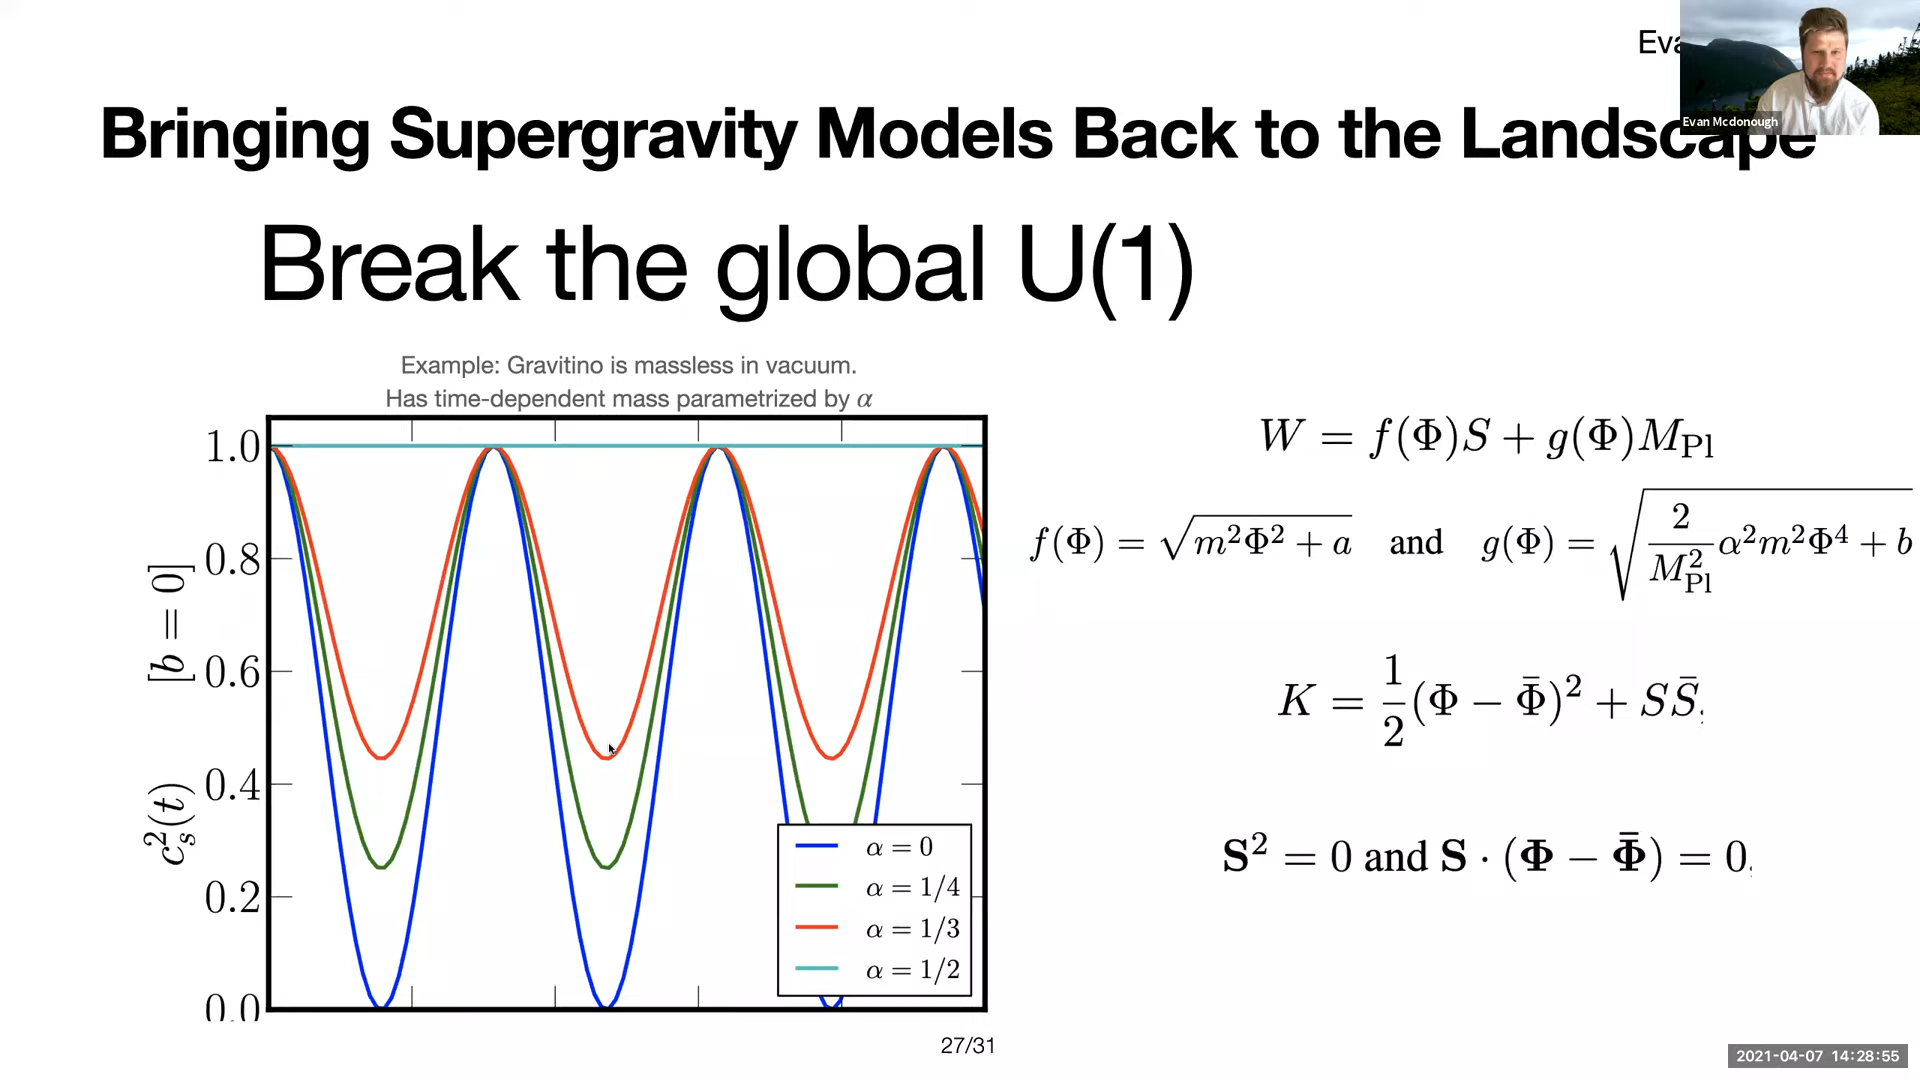 Eva
Evan Mcdonough
Bringing Supergravity Models Back to the Landscape
Break the global U(1)
Example: Gravitino is massless in vacuum.
Has time-dependent mass parametrized by α
1.0
0.8
0.6
0.4
0.2
0.0
c_s^2(t) [b = 0]
α = 0
α = 1/4
α = 1/3
α = 1/2
W = f(Φ)S + g(Φ)M_Pl
f(Φ) = √(m²Φ² + a) and g(Φ) = √(2/M_Pl² α²m²Φ⁴ + b)
K = 1/2(Φ − Φ̄)² + SS̄
S² = 0 and S · (Φ − Φ̄) = 0
27/31
2021-04-07 14:28:55